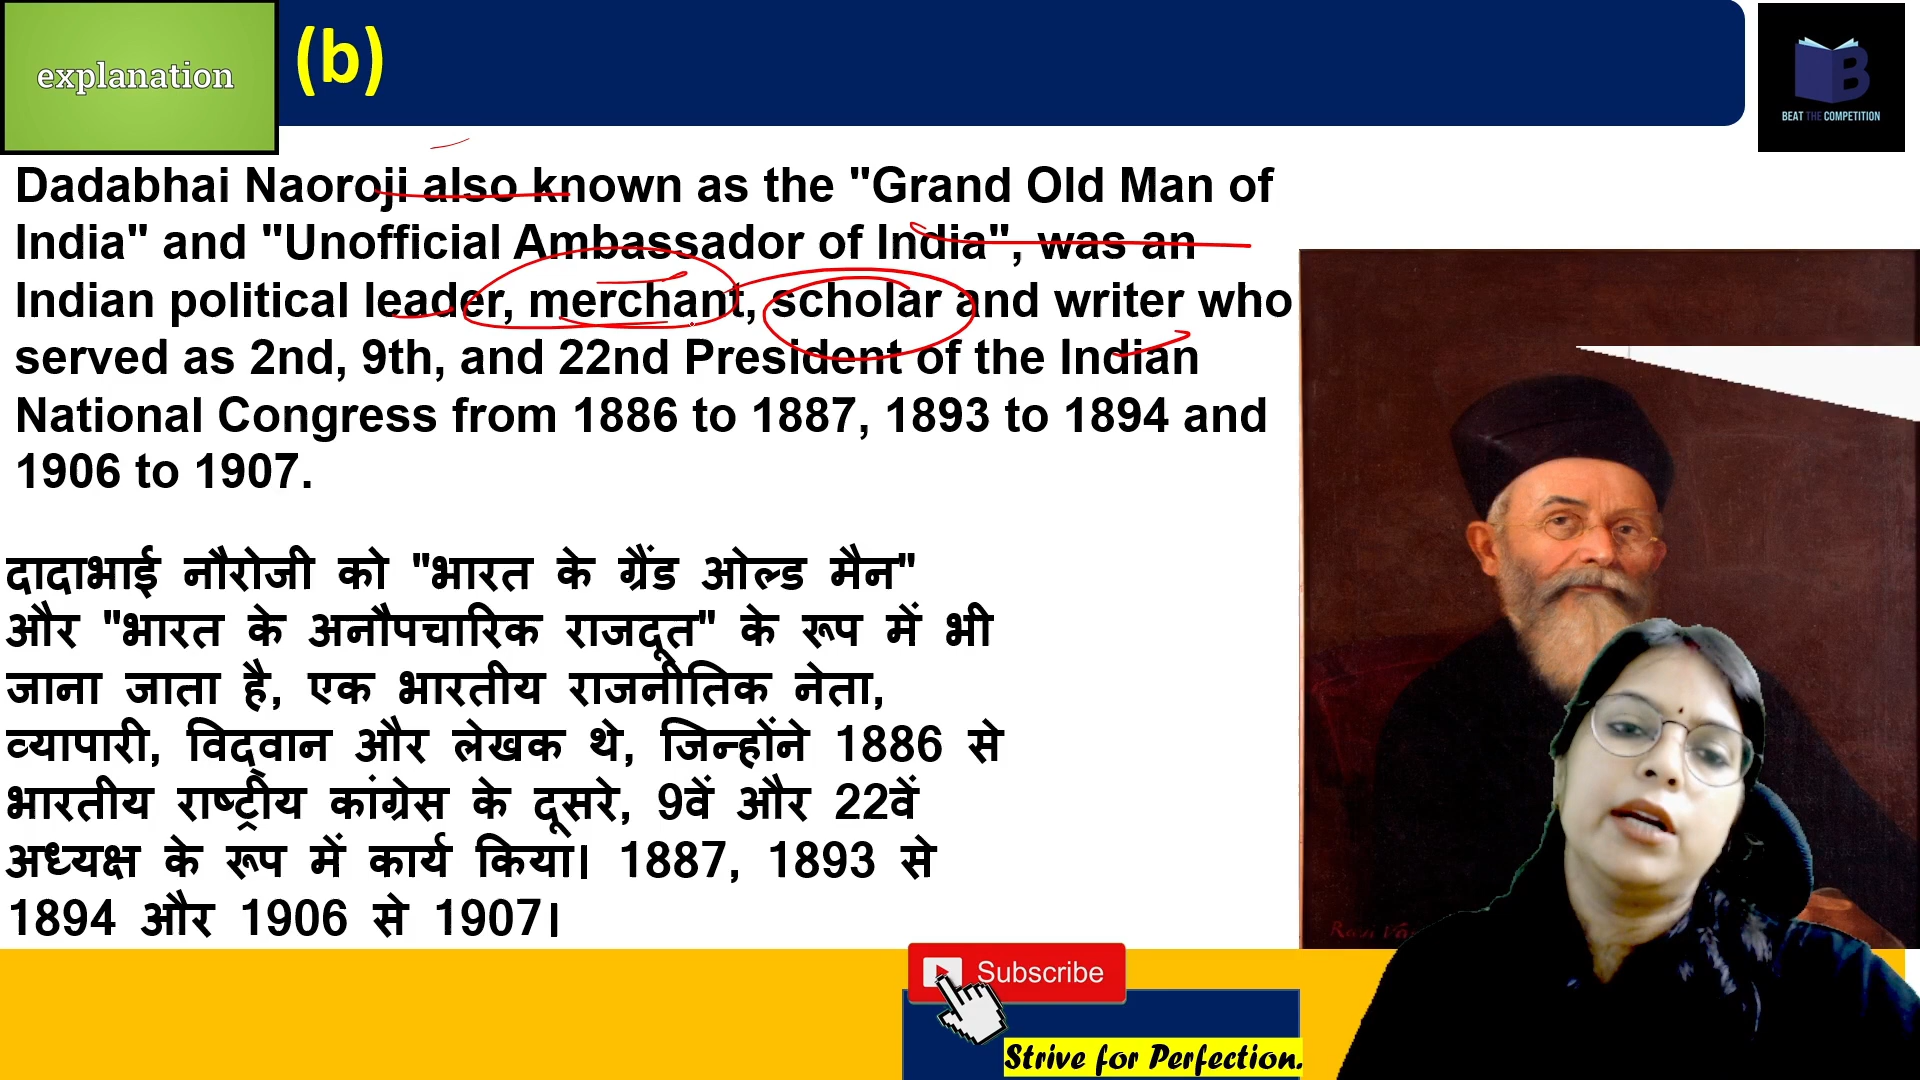 explanation
(b)
BEAT THE COMPETITION
Dadabhai Naoroji also known as the "Grand Old Man of
India" and "Unofficial Ambassador of India", was an
Indian political leader, merchant, scholar and writer who
served as 2nd, 9th, and 22nd President of the Indian
National Congress from 1886 to 1887, 1893 to 1894 and
1906 to 1907.
दादाभाई नौरोजी को "भारत के ग्रैंड ओल्ड मैन"
और "भारत के अनौपचारिक राजदूत" के रूप में भी
जाना जाता है, एक भारतीय राजनीतिक नेता,
व्यापारी, विद्वान और लेखक थे, जिन्होंने 1886 से
भारतीय राष्ट्रीय कांग्रेस के दूसरे, 9वें और 22वें
अध्यक्ष के रूप में कार्य किया। 1887, 1893 से
1894 और 1906 से 1907।
Ravi
Subscribe
Strive for Perfection.